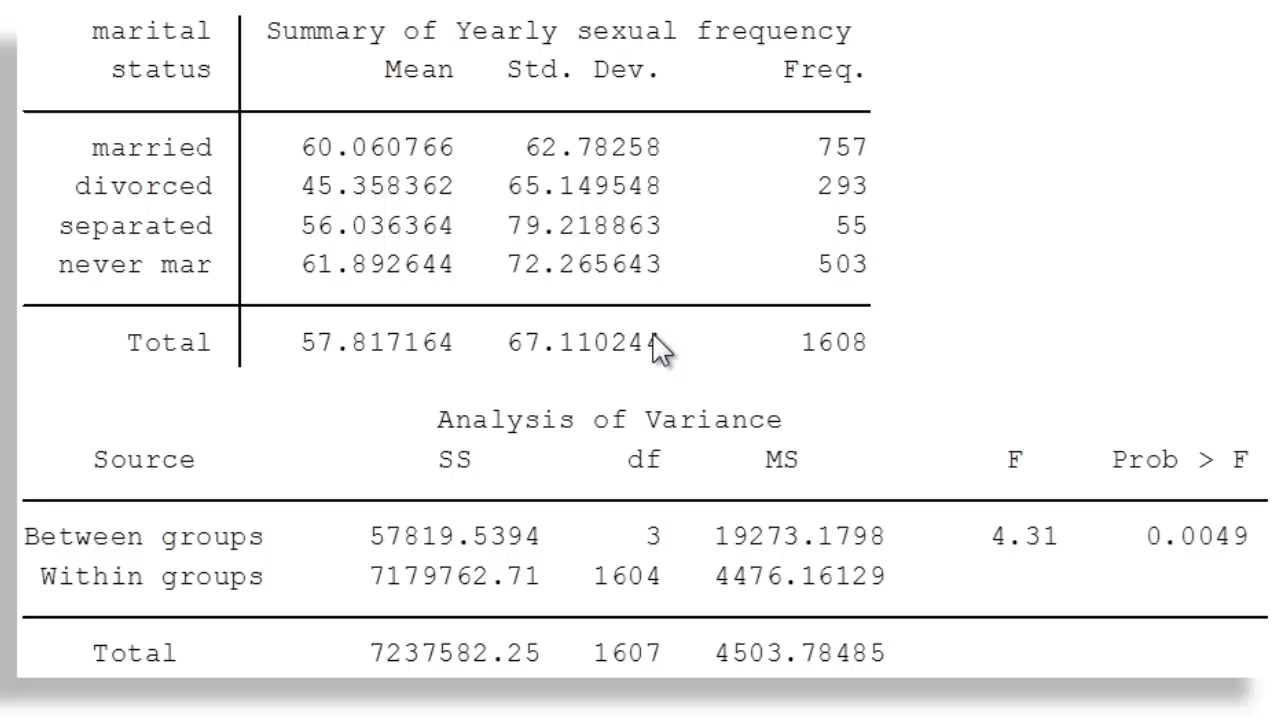 marital Summary of Yearly sexual frequency
status Mean Std. Dev. Freq.
married 60.060766 62.78258 757
divorced 45.358362 65.149548 293
separated 56.036364 79.218863 55
never mar 61.892644 72.265643 503
Total 57.817164 67.110244 1608
Analysis of Variance
Source SS df MS F Prob > F
Between groups 57819.5394 3 19273.1798 4.31 0.0049
Within groups 7179762.71 1604 4476.16129
Total 7237582.25 1607 4503.78485